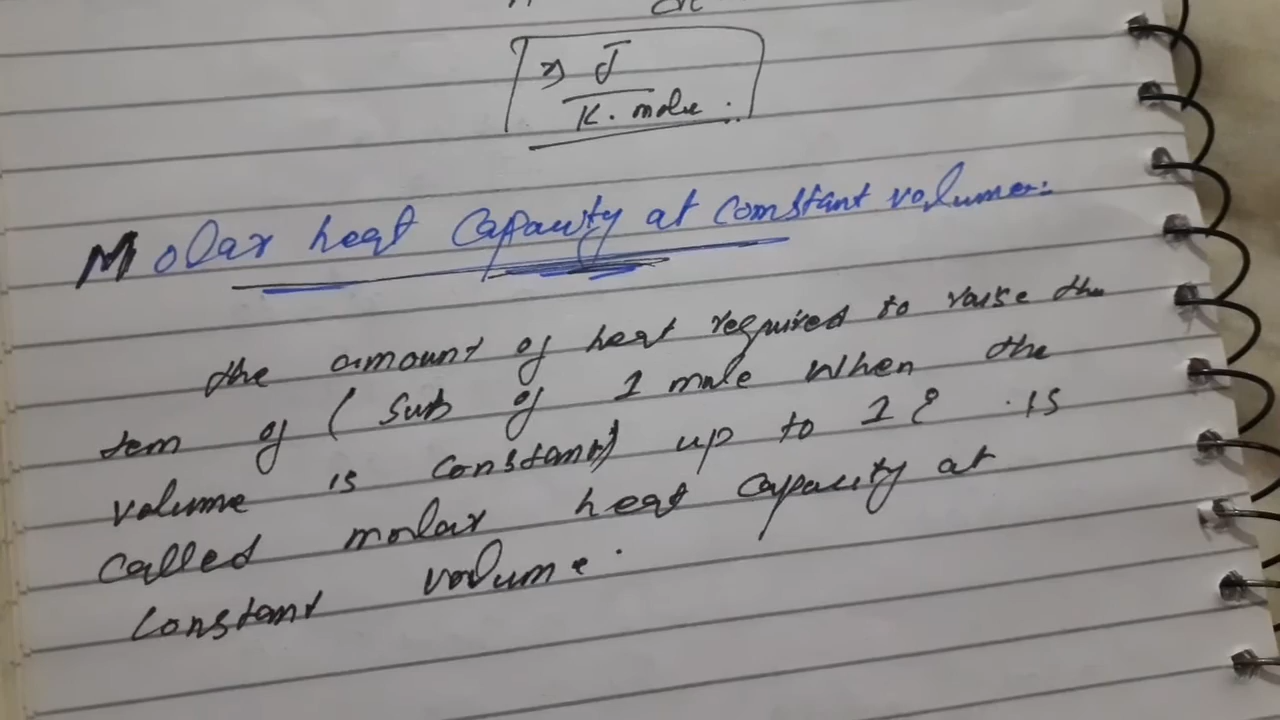 J
K. mole.
Molar heat Capacity at constant volume:
the amount of heat required to raise the
tem of (sub of 1 mole when the
volume is constant) up to 1 is
called molar heat capacity at
constant volume.